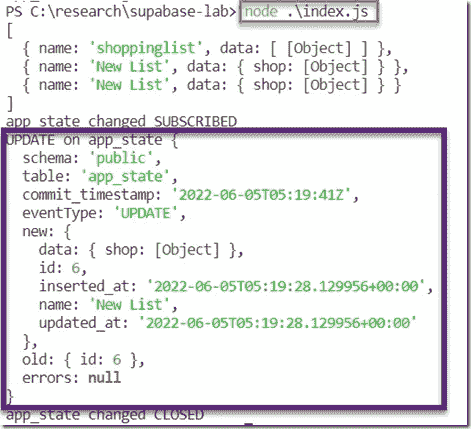 PS C:\research\supabase-lab> node .\index.js
[
  { name: 'shoppinglist', data: [ [Object] ] },
  { name: 'New List', data: { shop: [Object] } },
  { name: 'New List', data: { shop: [Object] } }
]
app_state changed SUBSCRIBED
UPDATE on app_state {
  schema: 'public',
  table: 'app_state',
  commit_timestamp: '2022-06-05T05:19:41Z',
  eventType: 'UPDATE',
  new: {
    data: { shop: [Object] },
    id: 6,
    inserted_at: '2022-06-05T05:19:28.129956+00:00',
    name: 'New List',
    updated_at: '2022-06-05T05:19:28.129956+00:00'
  },
  old: { id: 6 },
  errors: null
}
app_state changed CLOSED